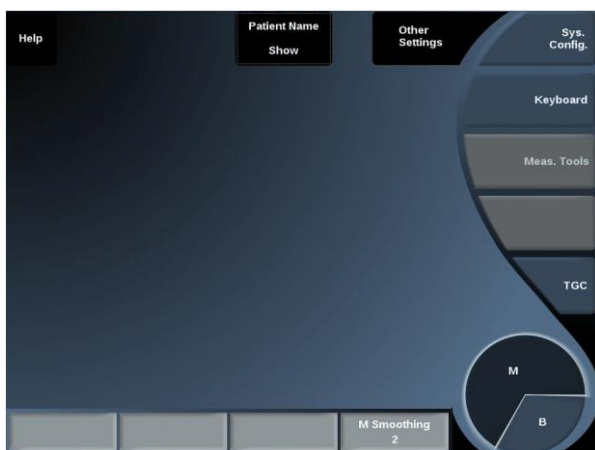 Help
Patient Name
Show
Other
Settings
Sys.
Config.
Keyboard
Meas. Tools
TGC
M
B
M Smoothing
2